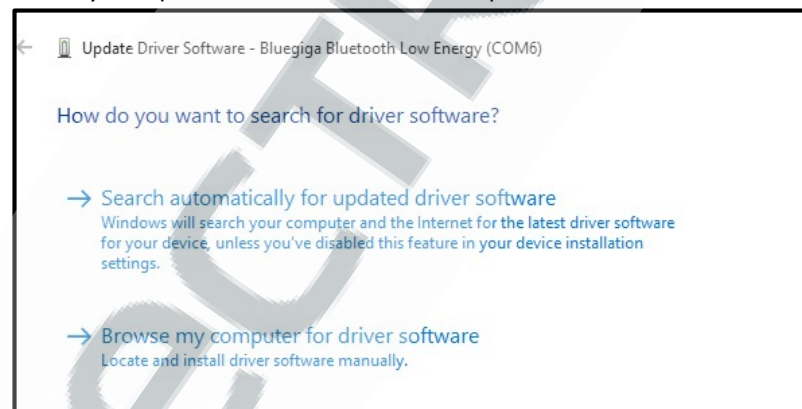 Update Driver Software - Bluegiga Bluetooth Low Energy (COM6)
How do you want to search for driver software?
→ Search automatically for updated driver software
Windows will search your computer and the Internet for the latest driver software
for your device, unless you've disabled this feature in your device installation
settings.
→ Browse my computer for driver software
Locate and install driver software manually.